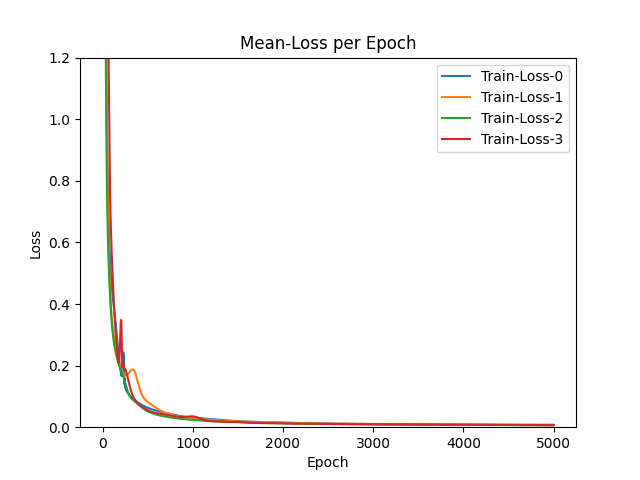 Mean-Loss per Epoch
1.2
1.0
0.8
0.6
0.4
0.2
0.0
Loss
Train-Loss-0
Train-Loss-1
Train-Loss-2
Train-Loss-3
0 1000 2000 3000 4000 5000
Epoch